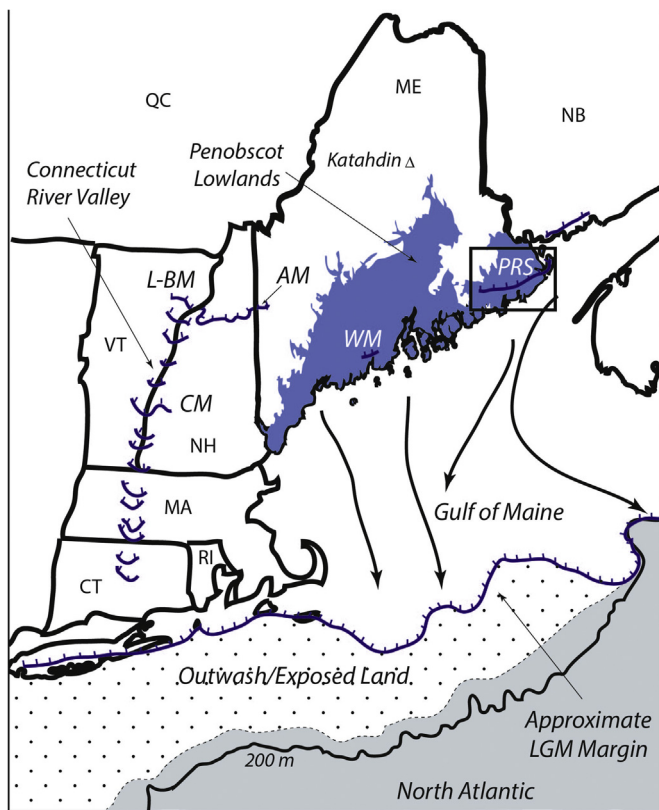 ME
QC
NB
Penobscot
Lowlands
Katahdin Δ
Connecticut
River Valley
L-BM
AM
PRS
VT
WM
CM
NH
MA
Gulf of Maine
RI
CT
Outwash/Exposed Land
Approximate
LGM Margin
200 m
North Atlantic